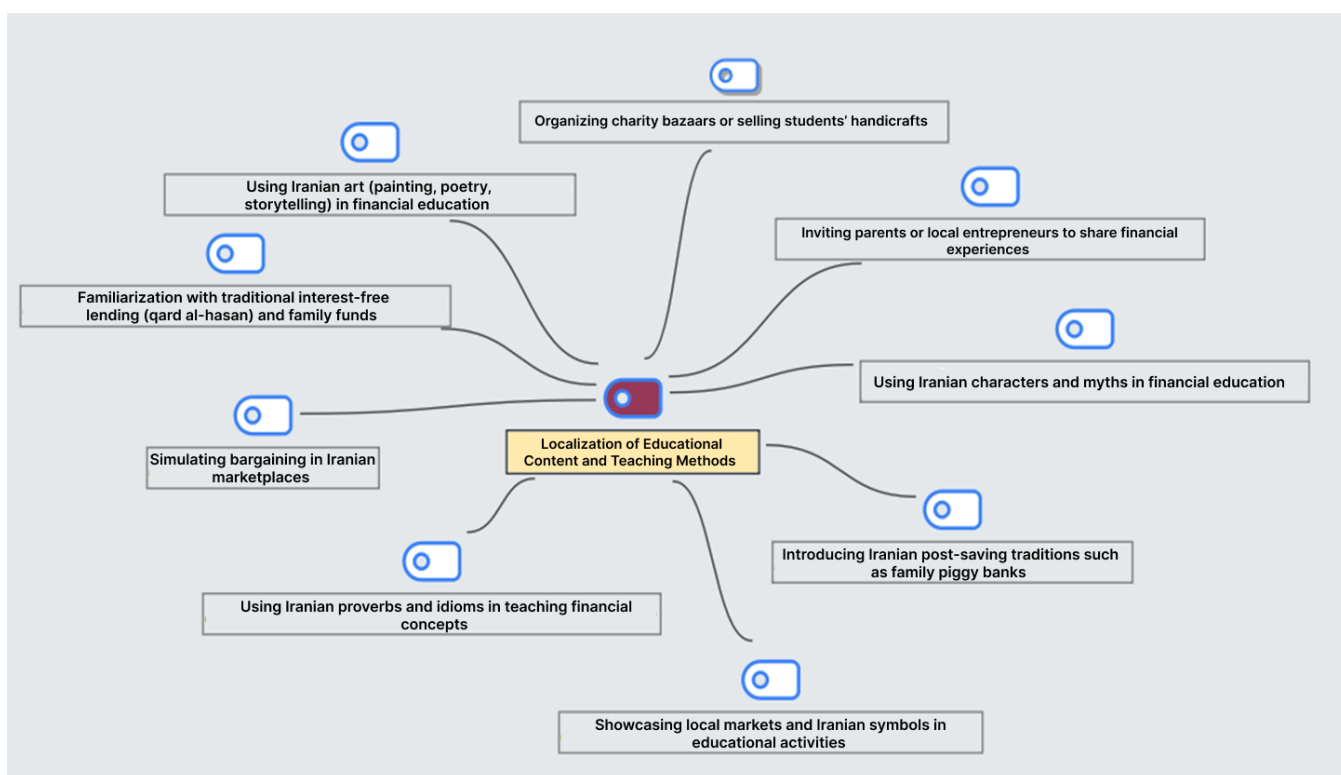 Organizing charity bazaars or selling students’ handicrafts
Using Iranian art (painting, poetry,
storytelling) in financial education
Inviting parents or local entrepreneurs to share financial
experiences
Familiarization with traditional interest-free
lending (qard al-hasan) and family funds
Using Iranian characters and myths in financial education
Simulating bargaining in Iranian
marketplaces
Localization of Educational
Content and Teaching Methods
Introducing Iranian post-saving traditions such
as family piggy banks
Using Iranian proverbs and idioms in teaching financial
concepts
Showcasing local markets and Iranian symbols in
educational activities